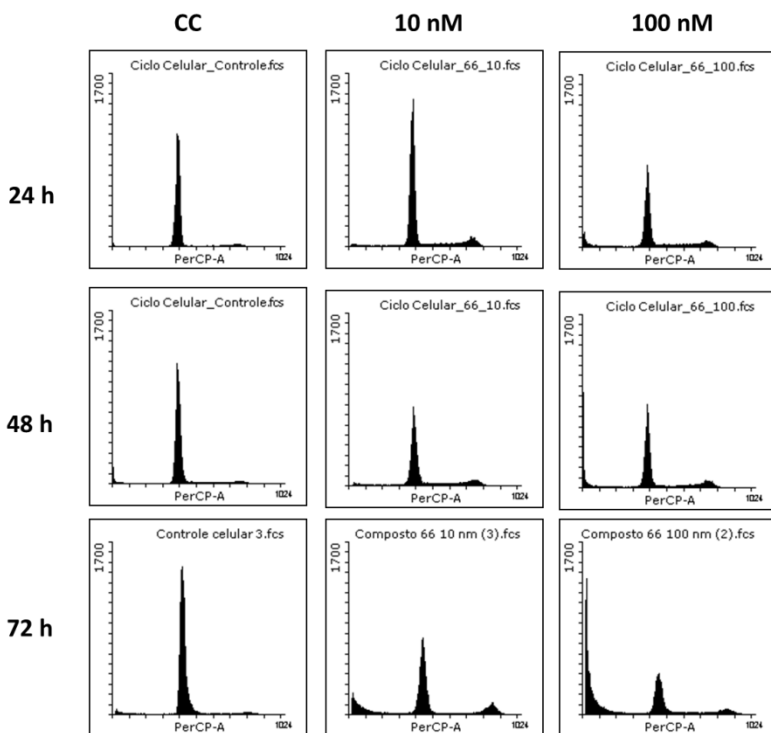 CC 10 nM 100 nM
24 h
Ciclo Celular_Controle.fcs
1700
PerCP-A 1024
Ciclo Celular_66_10.fcs
1700
PerCP-A 1024
Ciclo Celular_66_100.fcs
1700
PerCP-A 1024
48 h
Ciclo Celular_Controle.fcs
1700
PerCP-A 1024
Ciclo Celular_66_10.fcs
1700
PerCP-A 1024
Ciclo Celular_66_100.fcs
1700
PerCP-A 1024
72 h
Controle celular 3.fcs
1700
PerCP-A 1024
Composto 66 10 nm (3).fcs
1700
PerCP-A 1024
Composto 66 100 nm (2).fcs
1700
PerCP-A 1024